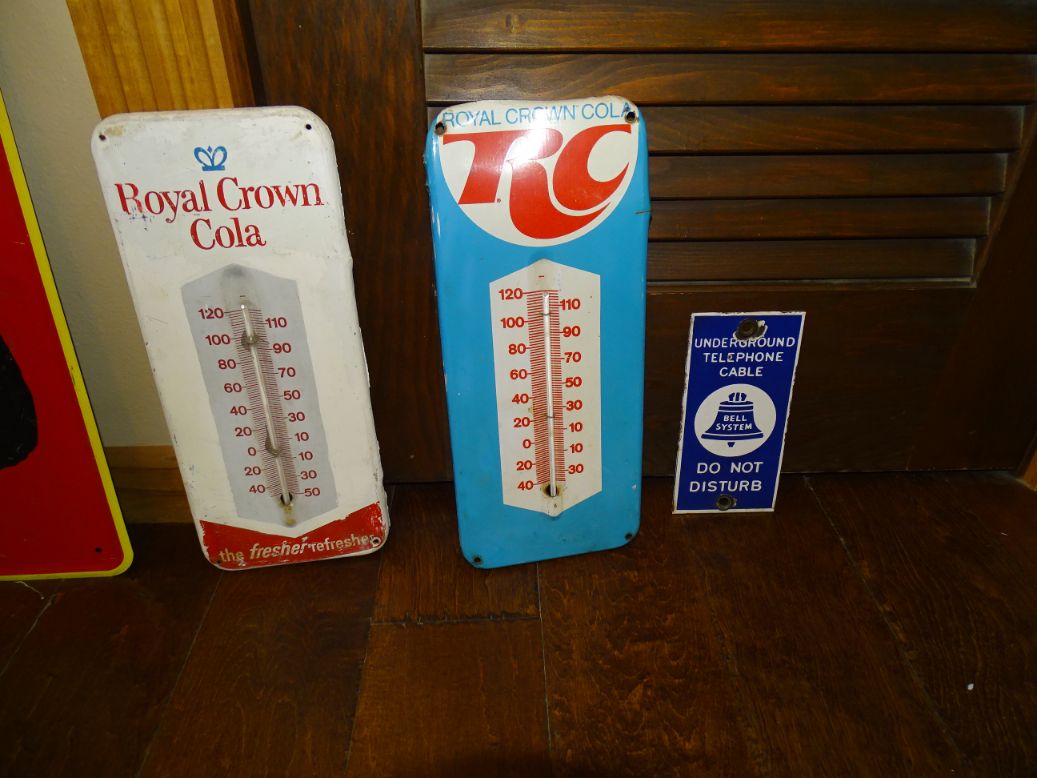 Royal Crown
Cola
120
110
100
90
80
70
60
50
40
30
20
10
0
10
20
30
40
50
the fresher refresher
ROYAL CROWN COLA
RC
120
110
100
90
80
70
60
50
40
30
20
10
0
10
20
30
40
UNDERGROUND
TELEPHONE
CABLE
BELL
SYSTEM
DO NOT
DISTURB